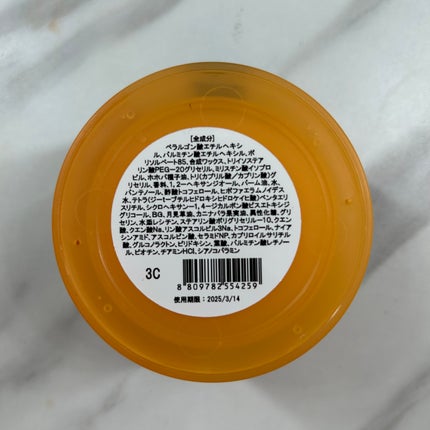 [全成分]
ペラルゴン酸エチルヘキシ
ル、パルミチン酸エチルヘキシル、ポ
リソルベート85、合成ワックス、トリイソステア
リン酸PEG-20グリセリル、ミリスチン酸イソプロ
ピル、ホホバ種子油、トリ(カプリル酸/カプリン酸)グ
リセリル、香料、1,2-ヘキサンジオール、パーム油、水、
パンテノール、酢酸トコフェロール、ヒポファエラムノイデス
水、テトラ(ジ-t-ブチルヒドロキシヒドロケイヒ酸)ペンタエリ
スリチル、シクロヘキサン-1, 4-ジカルボン酸ビスエトキシジ
グリコール、BG、月見草油、カニナバラ果実油、異性化糖、グリ
セリン、水添レシチン、ステアリン酸ポリグリセリル-10、クエン
酸、クエン酸Na、リン酸アスコルビル3Na、トコフェロール、ナイア
シンアミド、アスコルビン酸、セラミドNP、カプリロイルサリチル
酸、グルコノラクトン、ピリドキシン、葉酸、パルミチン酸レチノー
ル、ビオチン、チアミンHCl、シアノコバラミン
3C
8 809782 554259
使用期限：2025/3/14